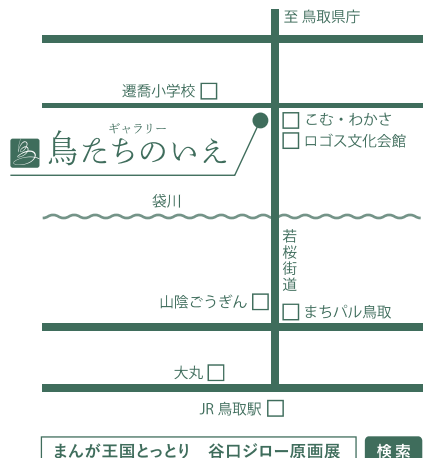 至 鳥取県庁
遷喬小学校
こむ・わかさ
ギャラリー
鳥たちのいえ
ロゴス文化会館
袋川
若桜街道
山陰ごうぎん
まちパル鳥取
大丸
JR 鳥取駅
まんが王国とっとり　谷口ジロー原画展
検索